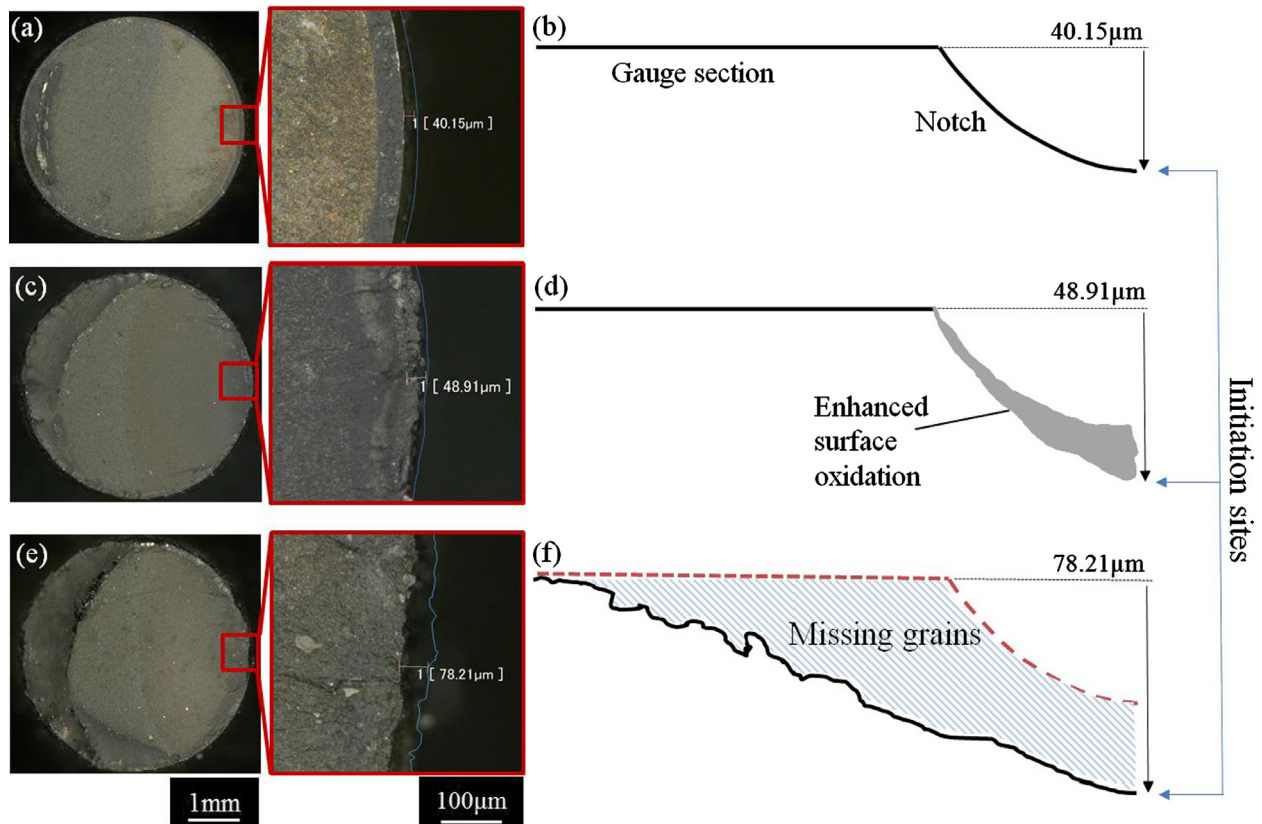 (a)
1 [ 40.15μm ]
(b)
40.15μm
Gauge section
Notch
(c)
1 [ 48.91μm ]
(d)
48.91μm
Enhanced
surface
oxidation
(e)
1 [ 78.21μm ]
(f)
78.21μm
Missing grains
Initiation sites
1mm
100μm